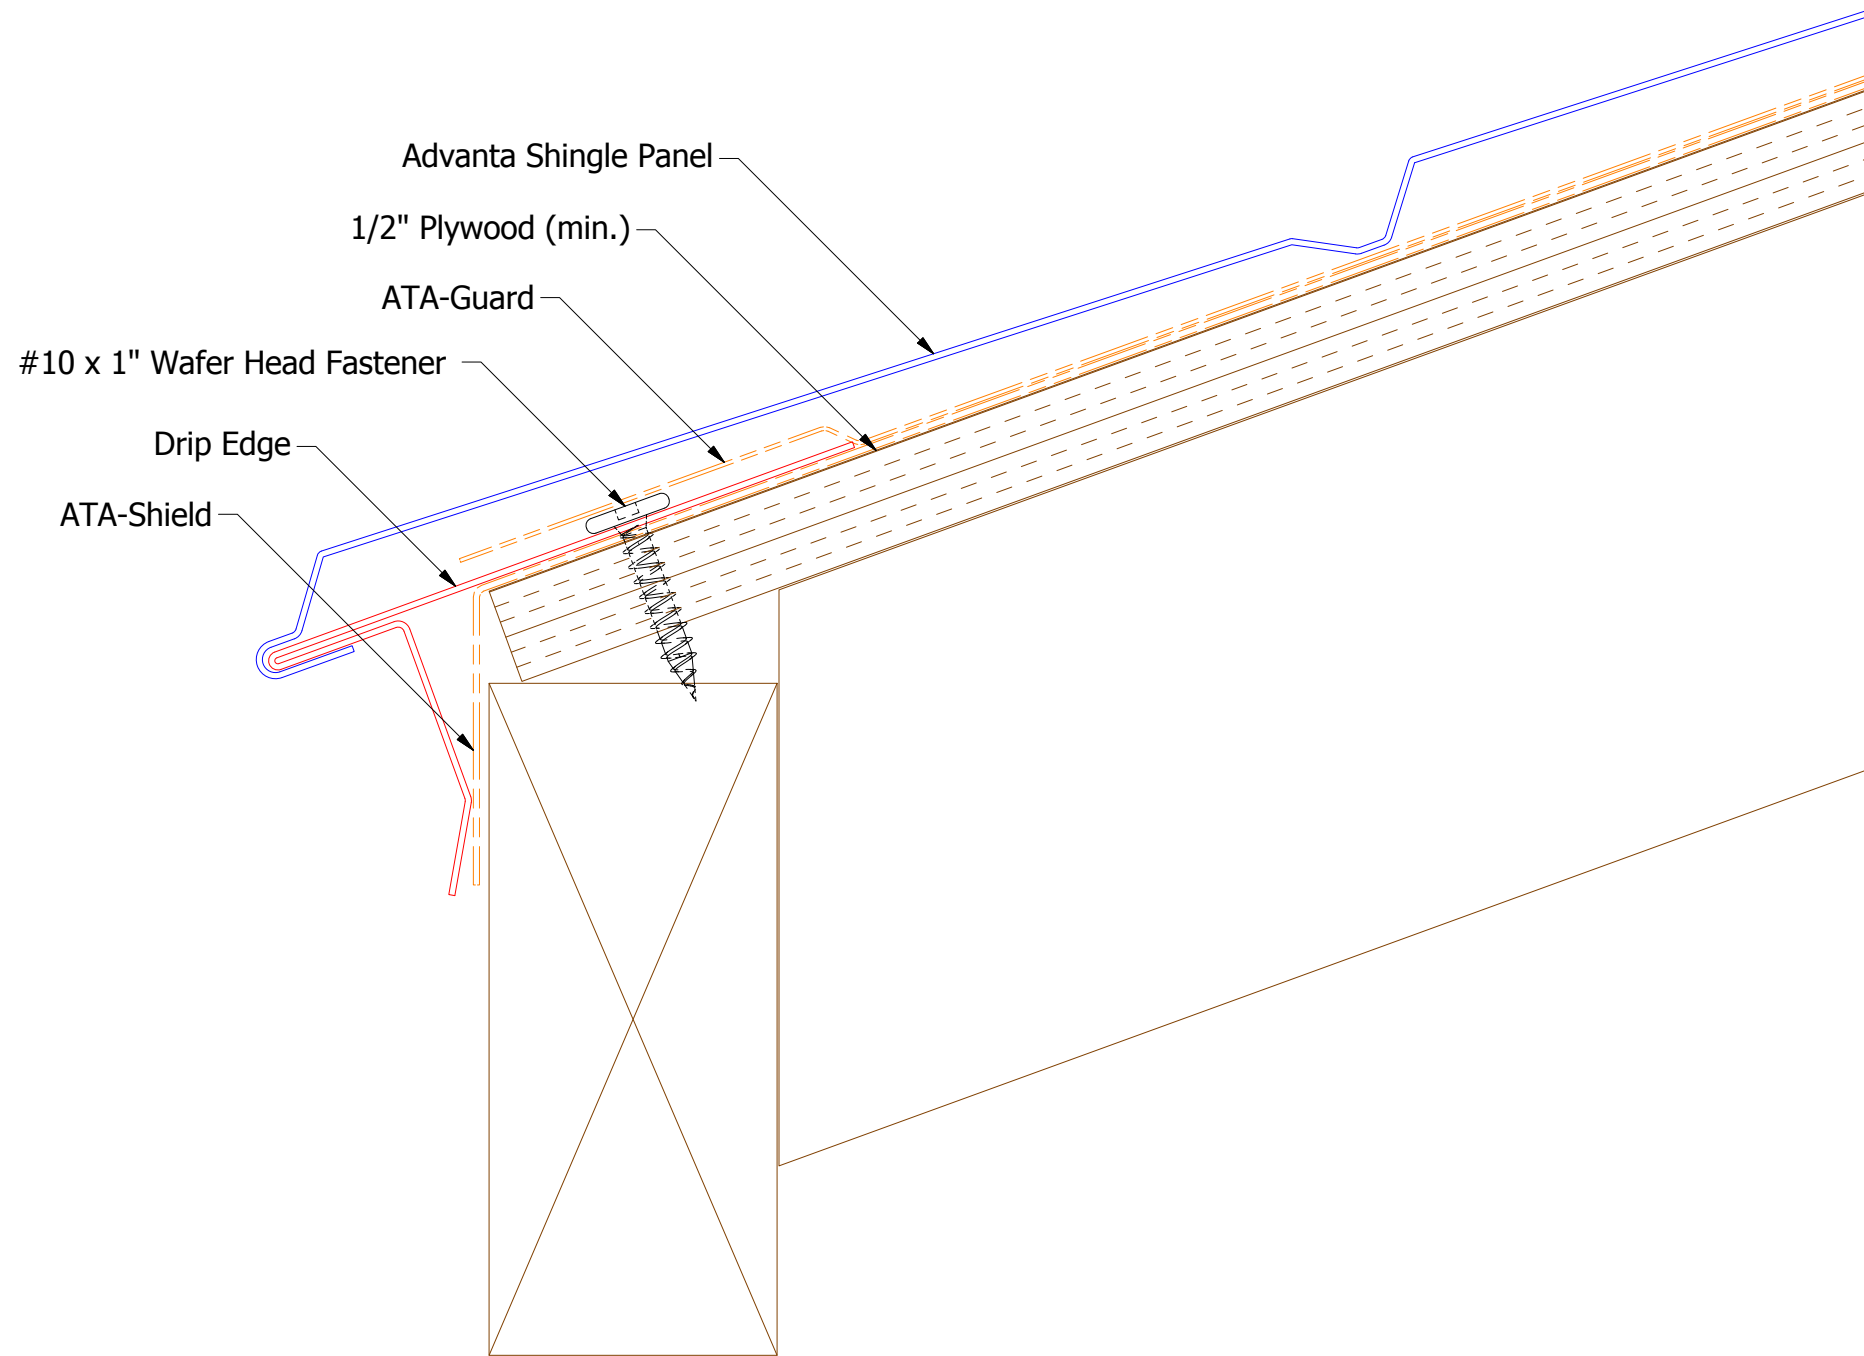 Advanta Shingle Panel
1/2" Plywood (min.)
ATA-Guard
#10 x 1" Wafer Head Fastener
Drip Edge
ATA-Shield